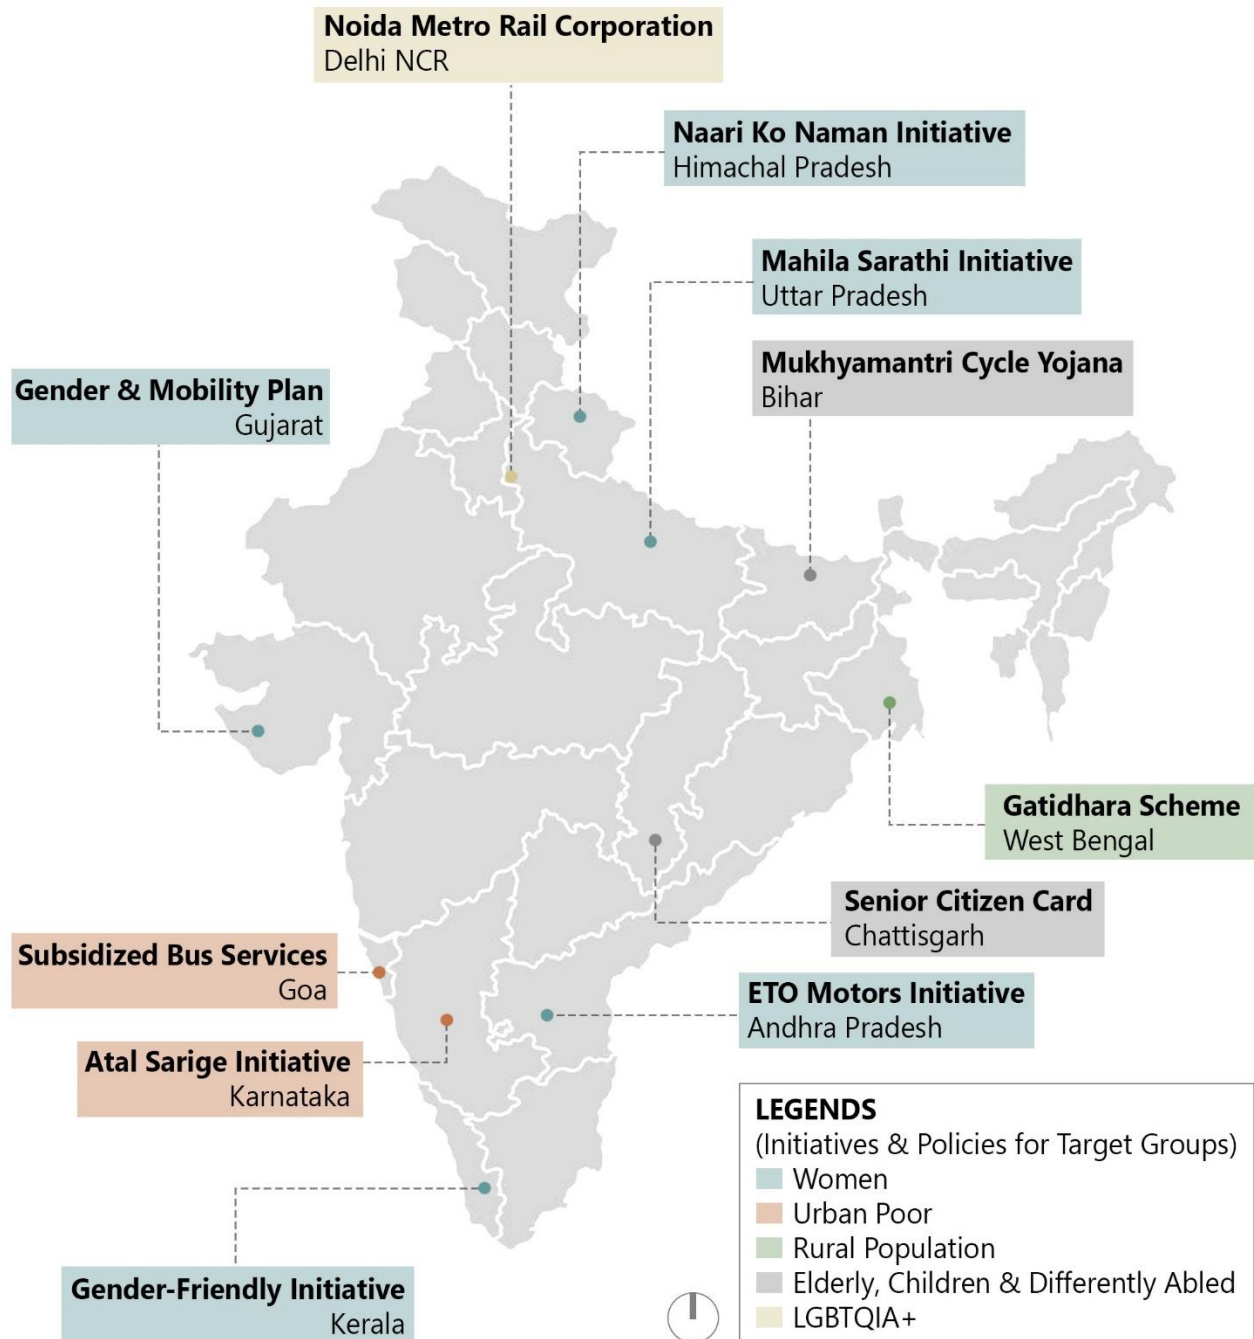 Noida Metro Rail Corporation
Delhi NCR
Naari Ko Naman Initiative
Himachal Pradesh
Mahila Sarathi Initiative
Uttar Pradesh
Mukhyamantri Cycle Yojana
Bihar
Gender & Mobility Plan
Gujarat
Gatidhara Scheme
West Bengal
Senior Citizen Card
Chattisgarh
Subsidized Bus Services
Goa
ETO Motors Initiative
Andhra Pradesh
Atal Sarige Initiative
Karnataka
Gender-Friendly Initiative
Kerala
LEGENDS
(Initiatives & Policies for Target Groups)
Women
Urban Poor
Rural Population
Elderly, Children & Differently Abled
LGBTQIA+